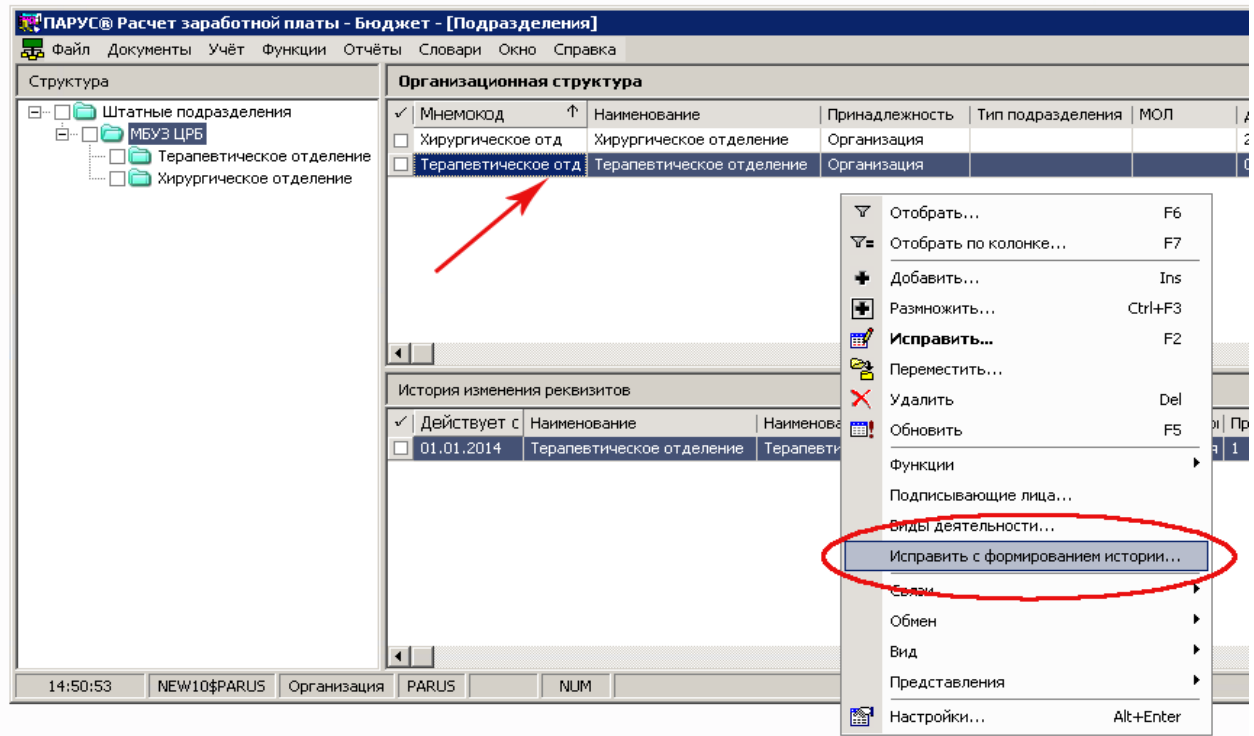 ПАРУС® Расчет заработной платы - Бюджет - [Подразделения]
Файл Документы Учёт Функции Отчёты Словари Окно Справка
Структура
Штатные подразделения
МБУЗ ЦРБ
Терапевтическое отделение
Хирургическое отделение
Организационная структура
Мнемокод Наименование Принадлежность Тип подразделения МОЛ
Хирургическое отд Хирургическое отделение Организация
Терапевтическое отд Терапевтическое отделение Организация
История изменения реквизитов
Действует с Наименование
01.01.2014 Терапевтическое отделение 1
Отобрать... F6
Отобрать по колонке... F7
Добавить... Ins
Размножить... Ctrl+F3
Исправить... F2
Переместить...
Удалить Del
Обновить F5
Функции
Подписывающие лица...
Виды деятельности...
Исправить с формированием истории...
Связи
Обмен
Вид
Представления
Настройки... Alt+Enter
14:50:53 NEW10$PARUS Организация PARUS NUM